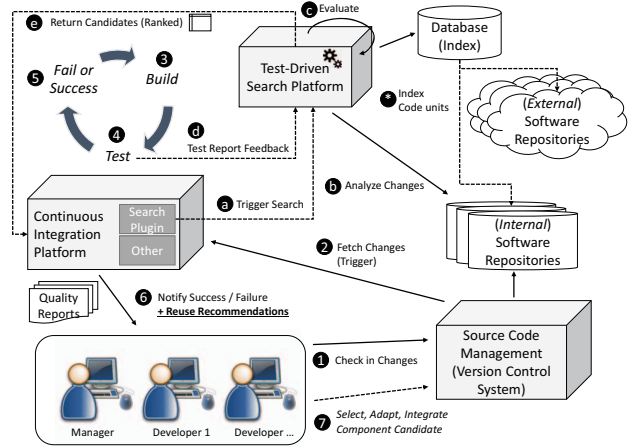 e Return Candidates (Ranked)
c Evaluate
Database
(Index)
3
Build
5 Fail or
Success
Test-Driven
Search Platform
* Index
Code units
(External)
Software
Repositories
4
Test
d
Test Report Feedback
b Analyze Changes
a Trigger Search
Continuous
Integration
Platform
Search
Plugin
Other
(Internal)
Software
Repositories
2 Fetch Changes
(Trigger)
Quality
Reports
6 Notify Success / Failure
+ Reuse Recommendations
Source Code
Management
(Version Control
System)
1 Check in Changes
Manager
Developer 1
Developer ...
7 Select, Adapt, Integrate
Component Candidate